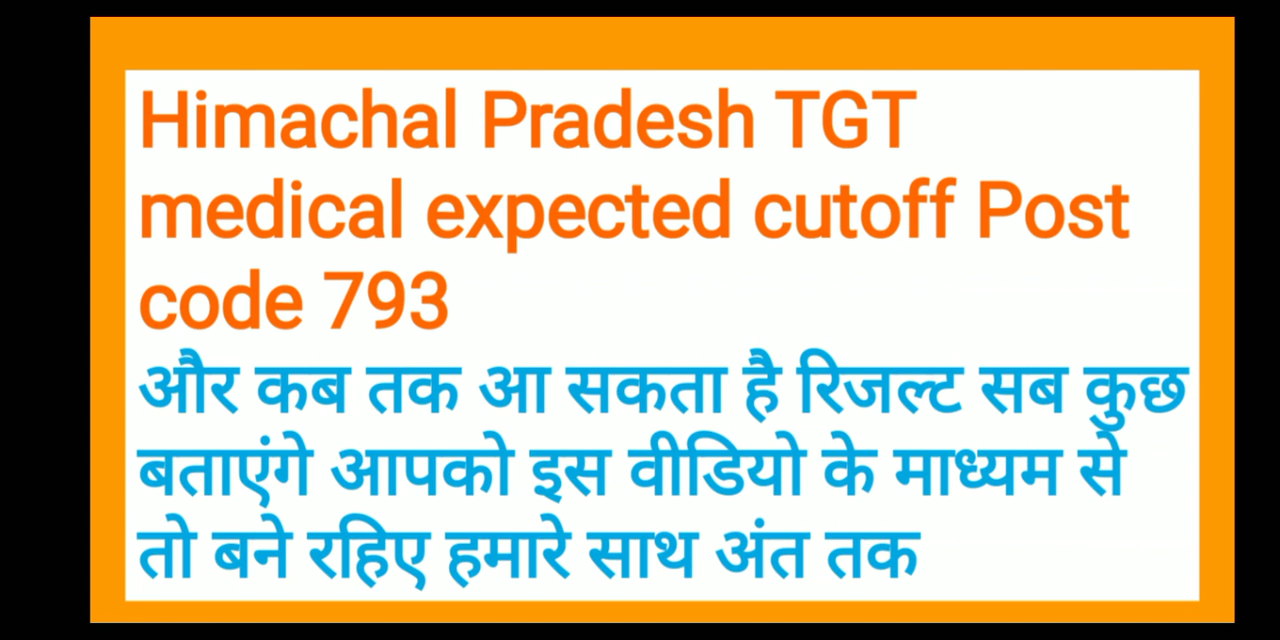 Himachal Pradesh TGT
medical expected cutoff Post
code 793
और कब तक आ सकता है रिजल्ट सब कुछ
बताएंगे आपको इस वीडियो के माध्यम से
तो बने रहिए हमारे साथ अंत तक